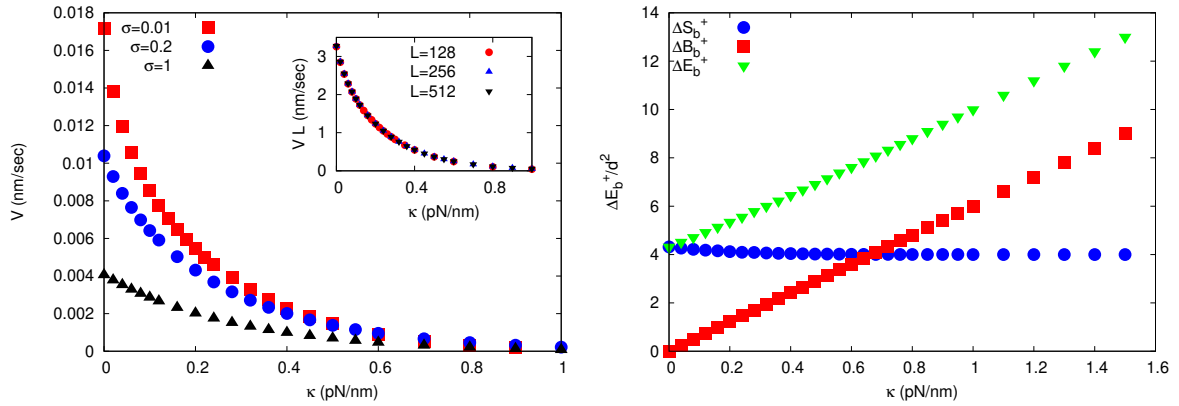 σ=0.01
σ=0.2
σ=1
V (nm/sec)
0.018
0.016
0.014
0.012
0.01
0.008
0.006
0.004
0.002
0
0 0.2 0.4 0.6 0.8 1
κ (pN/nm)
L=128
L=256
L=512
V L (nm/sec)
3
2
1
0
0 0.4 0.8
κ (pN/nm)
ΔS_b^+
ΔB_b^+
ΔE_b^+
ΔE_b^+/d^2
14
12
10
8
6
4
2
0
0 0.2 0.4 0.6 0.8 1 1.2 1.4 1.6
κ (pN/nm)